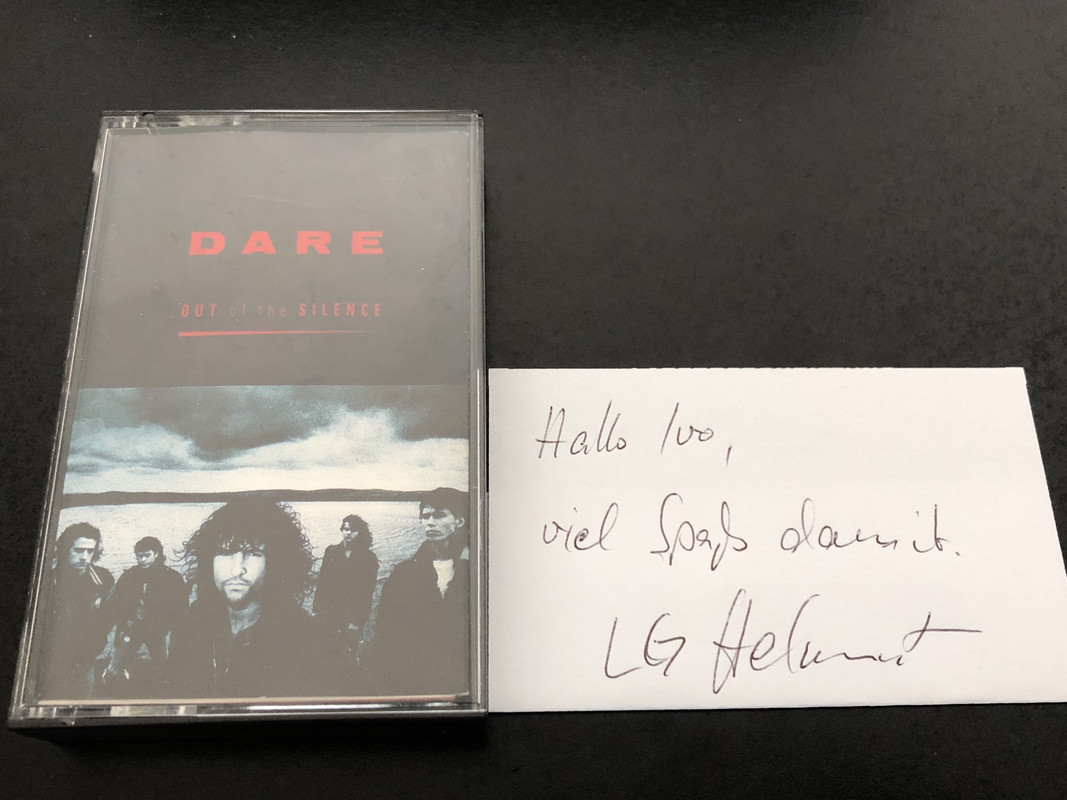 DARE
OUT of the SILENCE
Hallo Ivo,
viel Spaß damit.
LG Helmut